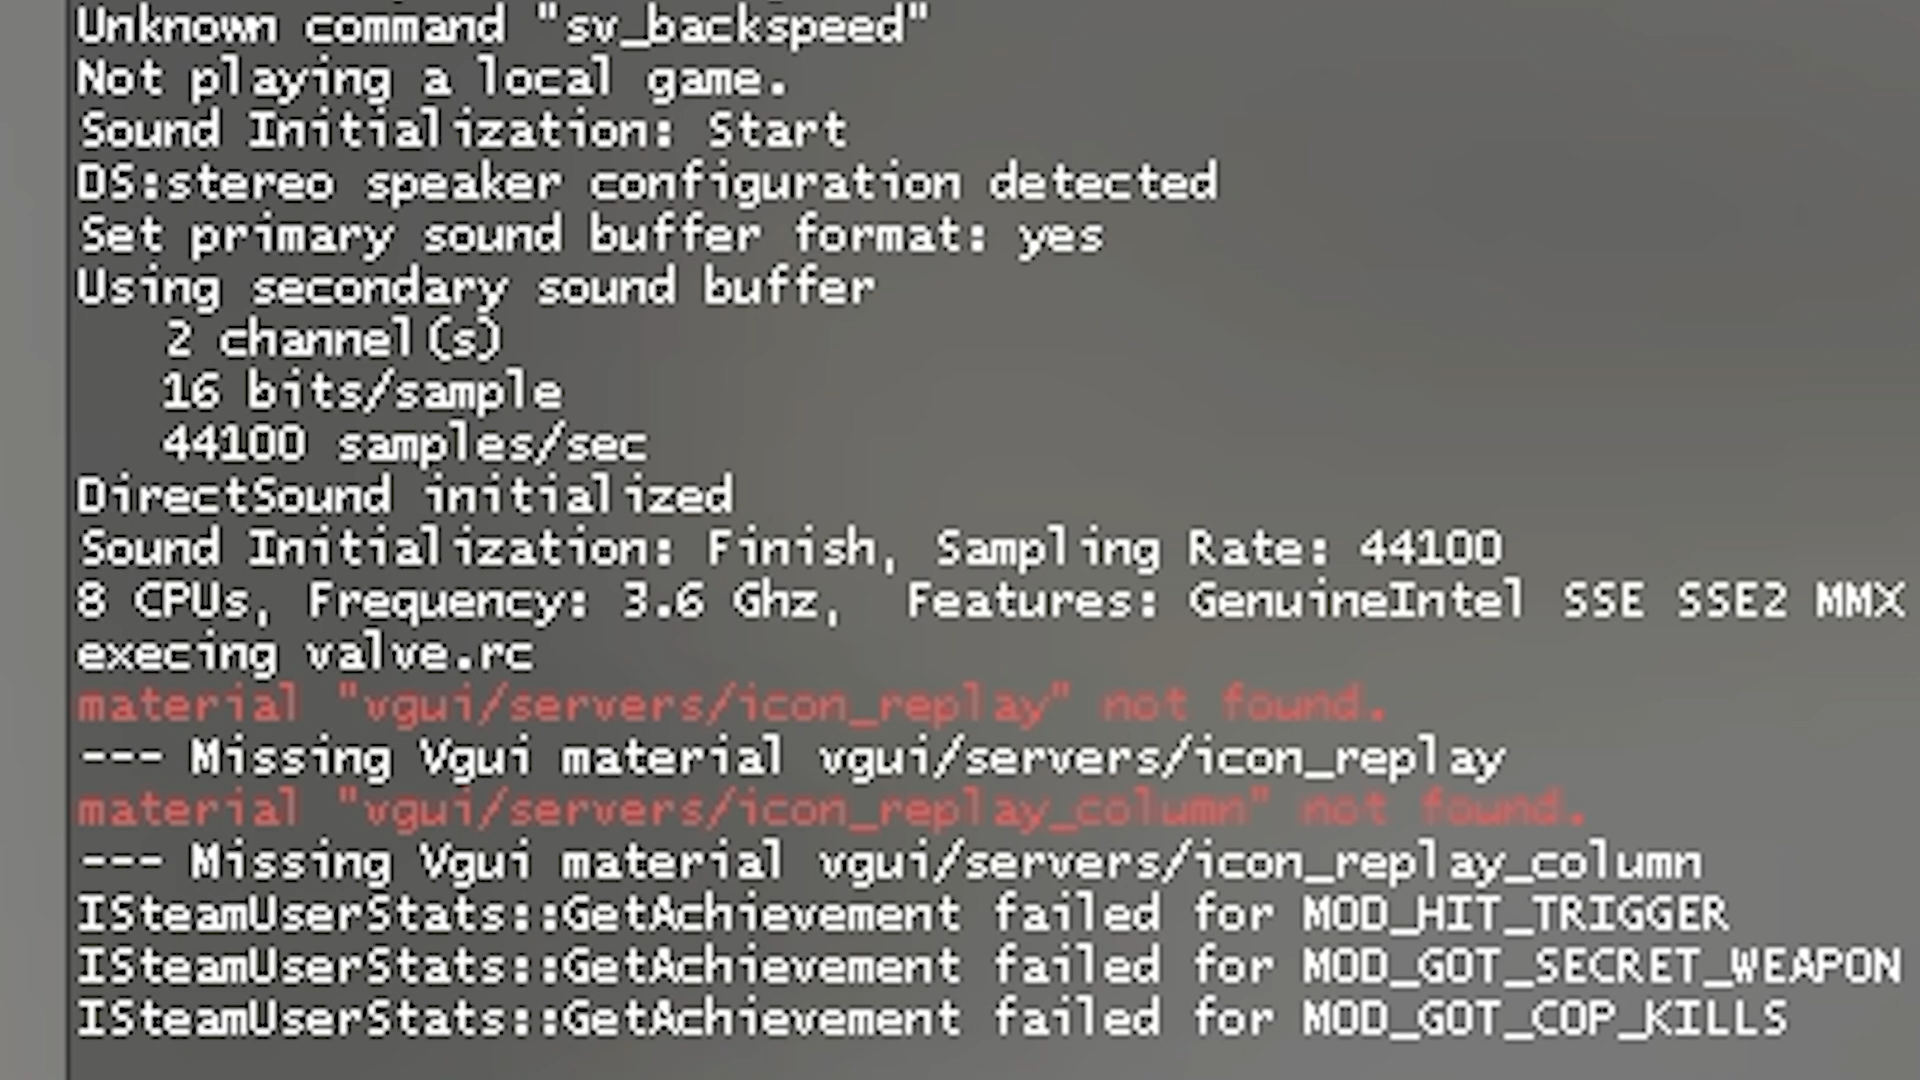 Unknown command "sv_backspeed"
Not playing a local game.
Sound Initialization: Start
DS:stereo speaker configuration detected
Set primary sound buffer format: yes
Using secondary sound buffer
   2 channel(s)
   16 bits/sample
   44100 samples/sec
DirectSound initialized
Sound Initialization: Finish, Sampling Rate: 44100
8 CPUs, Frequency: 3.6 Ghz,  Features: GenuineIntel SSE SSE2 MMX
execing valve.rc
material "vgui/servers/icon_replay" not found.
--- Missing Vgui material vgui/servers/icon_replay
material "vgui/servers/icon_replay_column" not found.
--- Missing Vgui material vgui/servers/icon_replay_column
ISteamUserStats::GetAchievement failed for MOD_HIT_TRIGGER
ISteamUserStats::GetAchievement failed for MOD_GOT_SECRET_WEAPON
ISteamUserStats::GetAchievement failed for MOD_GOT_COP_KILLS